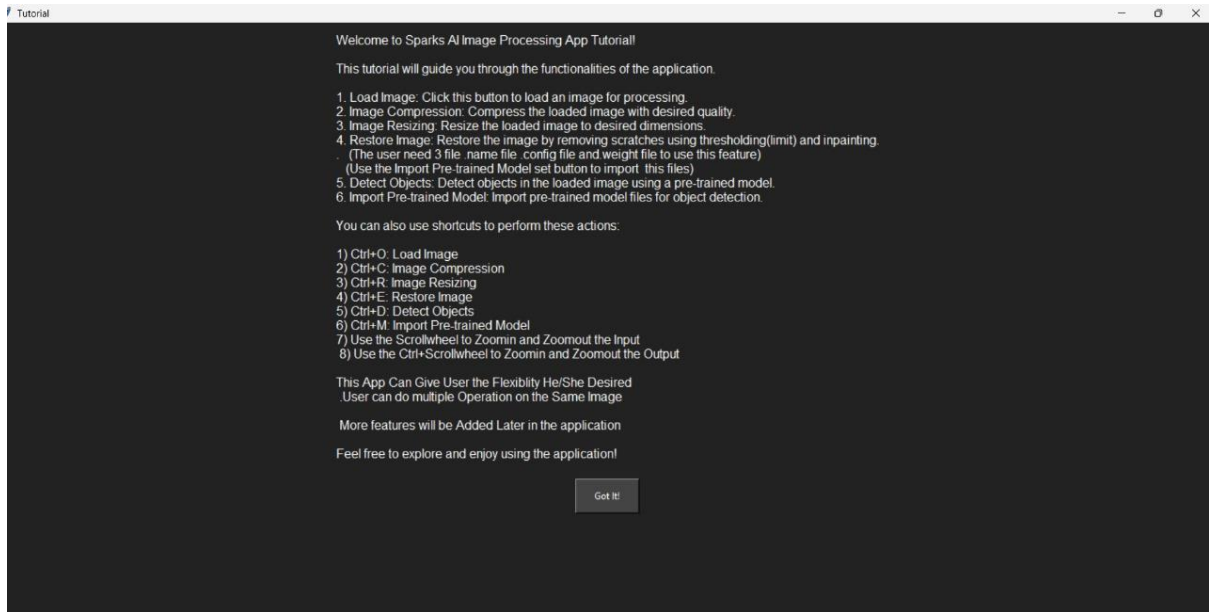 Tutorial
Welcome to Sparks AI Image Processing App Tutorial!
This tutorial will guide you through the functionalities of the application.
1. Load Image: Click this button to load an image for processing.
2. Image Compression: Compress the loaded image with desired quality.
3. Image Resizing: Resize the loaded image to desired dimensions.
4. Restore Image: Restore the image by removing scratches using thresholding(limit) and inpainting.
. (The user need 3 file .name file .config file and.weight file to use this feature)
(Use the Import Pre-trained Model set button to import this files)
5. Detect Objects: Detect objects in the loaded image using a pre-trained model.
6. Import Pre-trained Model: Import pre-trained model files for object detection.
You can also use shortcuts to perform these actions:
1) Ctrl+O: Load Image
2) Ctrl+C: Image Compression
3) Ctrl+R: Image Resizing
4) Ctrl+E: Restore Image
5) Ctrl+D: Detect Objects
6) Ctrl+M: Import Pre-trained Model
7) Use the Scrollwheel to Zoomin and Zoomout the Input
8) Use the Ctrl+Scrollwheel to Zoomin and Zoomout the Output
This App Can Give User the Flexiblity He/She Desired
.User can do multiple Operation on the Same Image
More features will be Added Later in the application
Feel free to explore and enjoy using the application!
Got It!